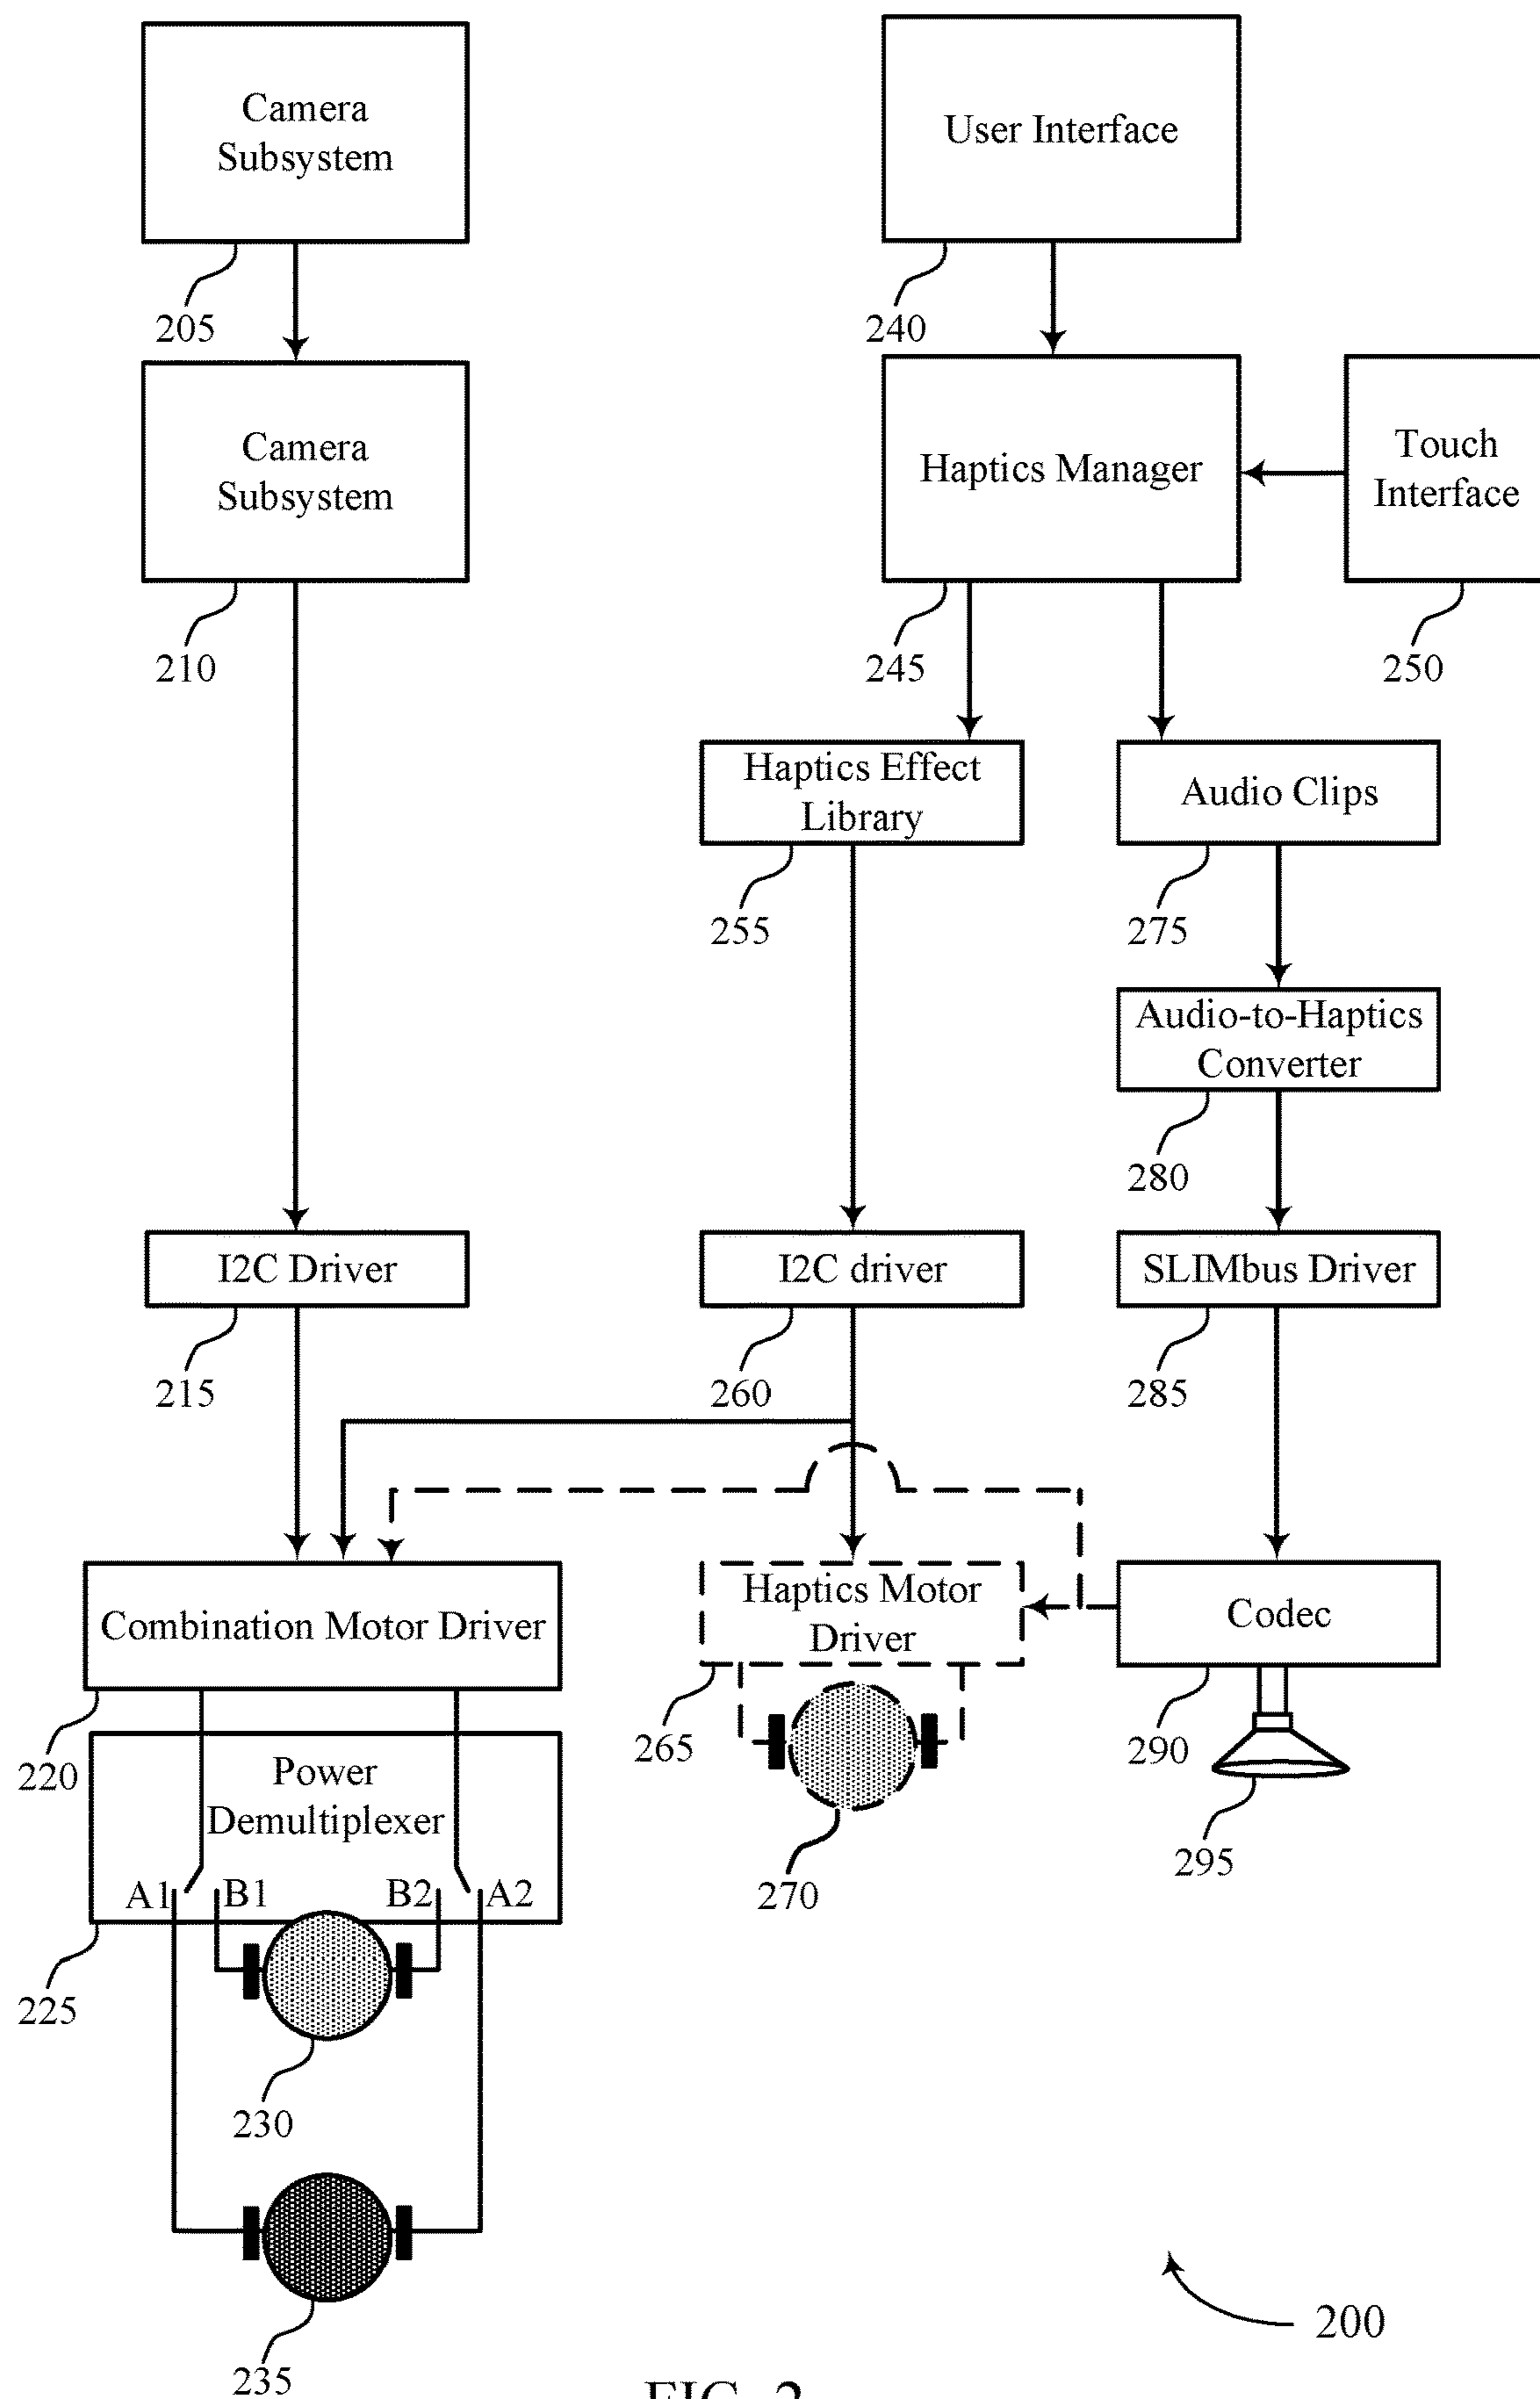 Camera
Subsystem
User Interface
205
240
Camera
Subsystem
Haptics Manager
Touch
Interface
210
245
250
Haptics Effect
Library
Audio Clips
255
275
Audio-to-Haptics
Converter
280
I2C Driver
I2C driver
SLIMbus Driver
215
260
285
Combination Motor Driver
Haptics Motor
Driver
Codec
220
265
290
Power
Demultiplexer
295
270
A1
B1
B2
A2
225
230
235
200
FIG. 2